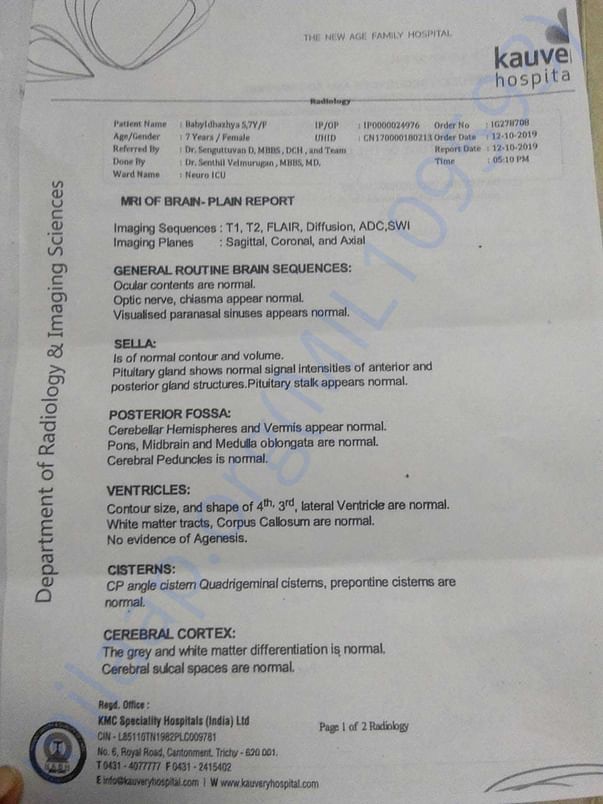 THE NEW AGE FAMILY HOSPITAL
kauve
hospita
Radiology
Patient Name : Babyldhazhya S,7Y/F IP/OP : IP0000024976 Order No : 1G278708
Age/Gender : 7 Years / Female UHID : CN170000180213 Order Date : 12-10-2019
Referred By : Dr. Senguttuvan D, MBBS , DCH , and Team Report Date : 12-10-2019
Done By : Dr. Senthil Velmurugan , MBBS, MD. Time : 05:10 PM
Ward Name : Neuro ICU
MRI OF BRAIN- PLAIN REPORT
Imaging Sequences : T1, T2, FLAIR, Diffusion, ADC,SWI
Imaging Planes : Sagittal, Coronal, and Axial
GENERAL ROUTINE BRAIN SEQUENCES:
Ocular contents are normal.
Optic nerve, chiasma appear normal.
Visualised paranasal sinuses appears normal.
SELLA:
Is of normal contour and volume.
Pituitary gland shows normal signal intensities of anterior and
posterior gland structures.Pituitary stalk appears normal.
POSTERIOR FOSSA:
Cerebellar Hemispheres and Vermis appear normal.
Pons, Midbrain and Medulla oblongata are normal.
Cerebral Peduncles is normal.
VENTRICLES:
Contour size, and shape of 4th, 3rd, lateral Ventricle are normal.
White matter tracts, Corpus Callosum are normal.
No evidence of Agenesis.
CISTERNS:
CP angle cistern Quadrigeminal cisterns, prepontine cisterns are
normal.
CEREBRAL CORTEX:
The grey and white matter differentiation is normal.
Cerebral sulcal spaces are normal.
Department of Radiology & Imaging Sciences
Regd. Office :
KMC Speciality Hospitals (India) Ltd
CIN - L85110TN1982PLC009781
No. 6, Royal Road, Cantonment, Trichy - 620 001.
T 0431 - 4077777 F 0431 - 2415402
E info@kauveryhospital.com I W www.kauveryhospital.com
Page 1 of 2 Radiology